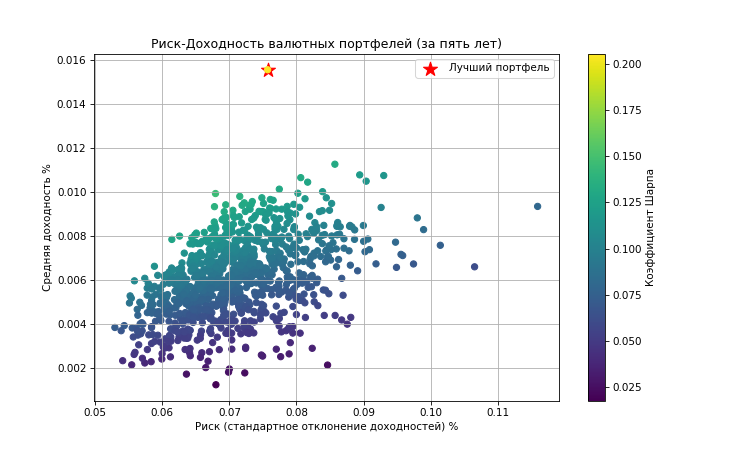 Риск-Доходность валютных портфелей (за пять лет)
Лучший портфель
Средняя доходность %
0.016
0.014
0.012
0.010
0.008
0.006
0.004
0.002
0.05 0.06 0.07 0.08 0.09 0.10 0.11
Риск (стандартное отклонение доходностей) %
0.200
0.175
0.150
0.125
0.100
0.075
0.050
0.025
Коэффициент Шарпа